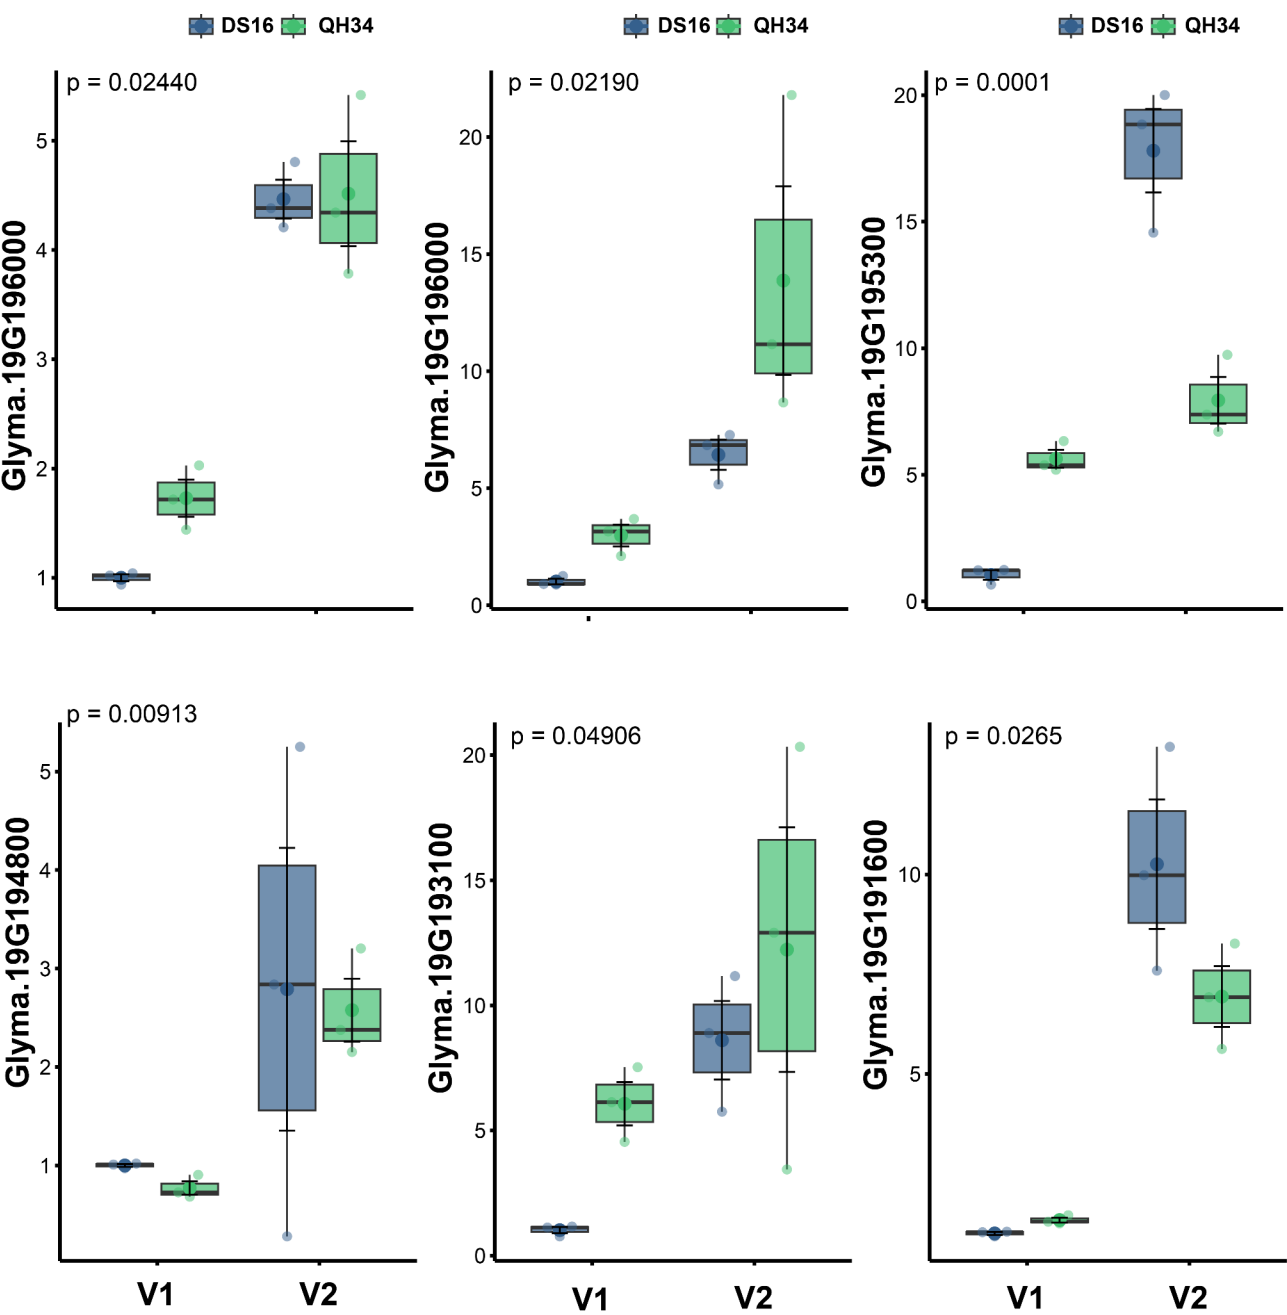 DS16 QH34
DS16 QH34
DS16 QH34
p = 0.02440
Glyma.19G196000
5
4
3
2
1
p = 0.02190
Glyma.19G196000
20
15
10
5
0
p = 0.0001
Glyma.19G195300
20
15
10
5
0
p = 0.00913
Glyma.19G194800
5
4
3
2
1
V1 V2
p = 0.04906
Glyma.19G193100
20
15
10
5
0
V1 V2
p = 0.0265
Glyma.19G191600
10
5
V1 V2